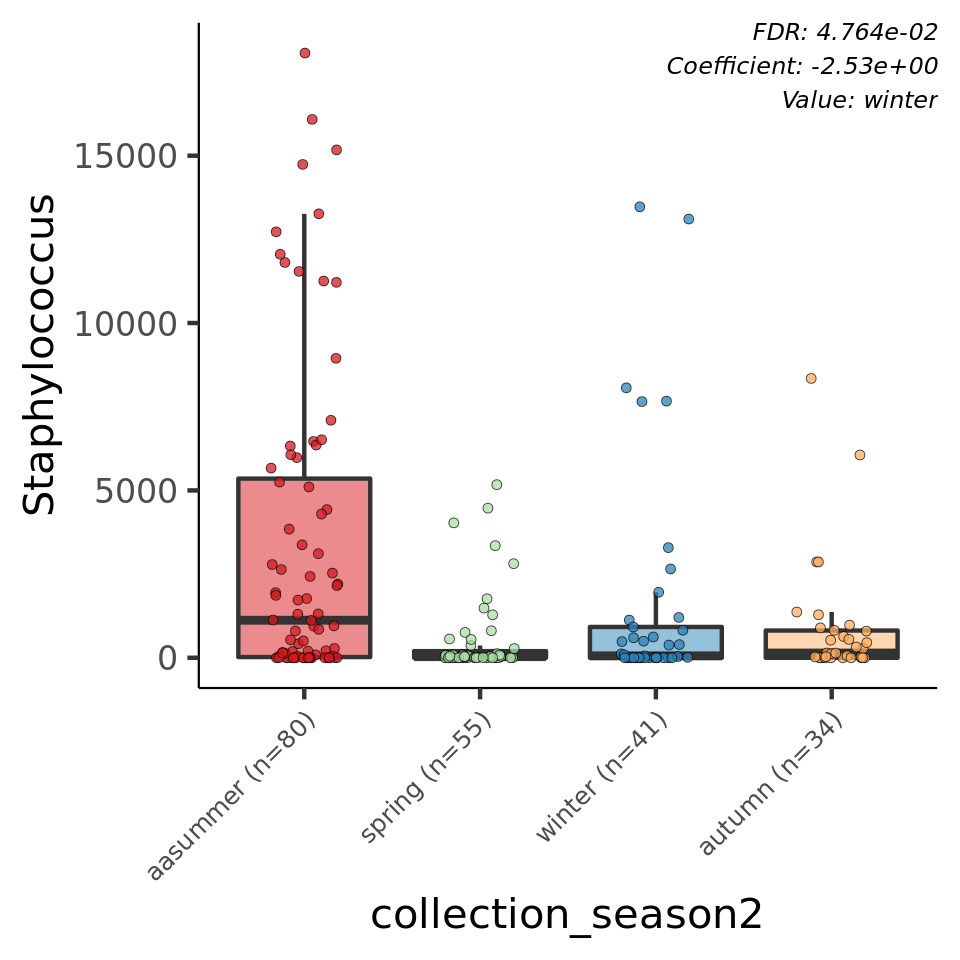 FDR: 4.764e-02
Coefficient: -2.53e+00
Value: winter
Staphylococcus
15000
10000
5000
0
aasummer (n=80)
spring (n=55)
winter (n=41)
autumn (n=34)
collection_season2